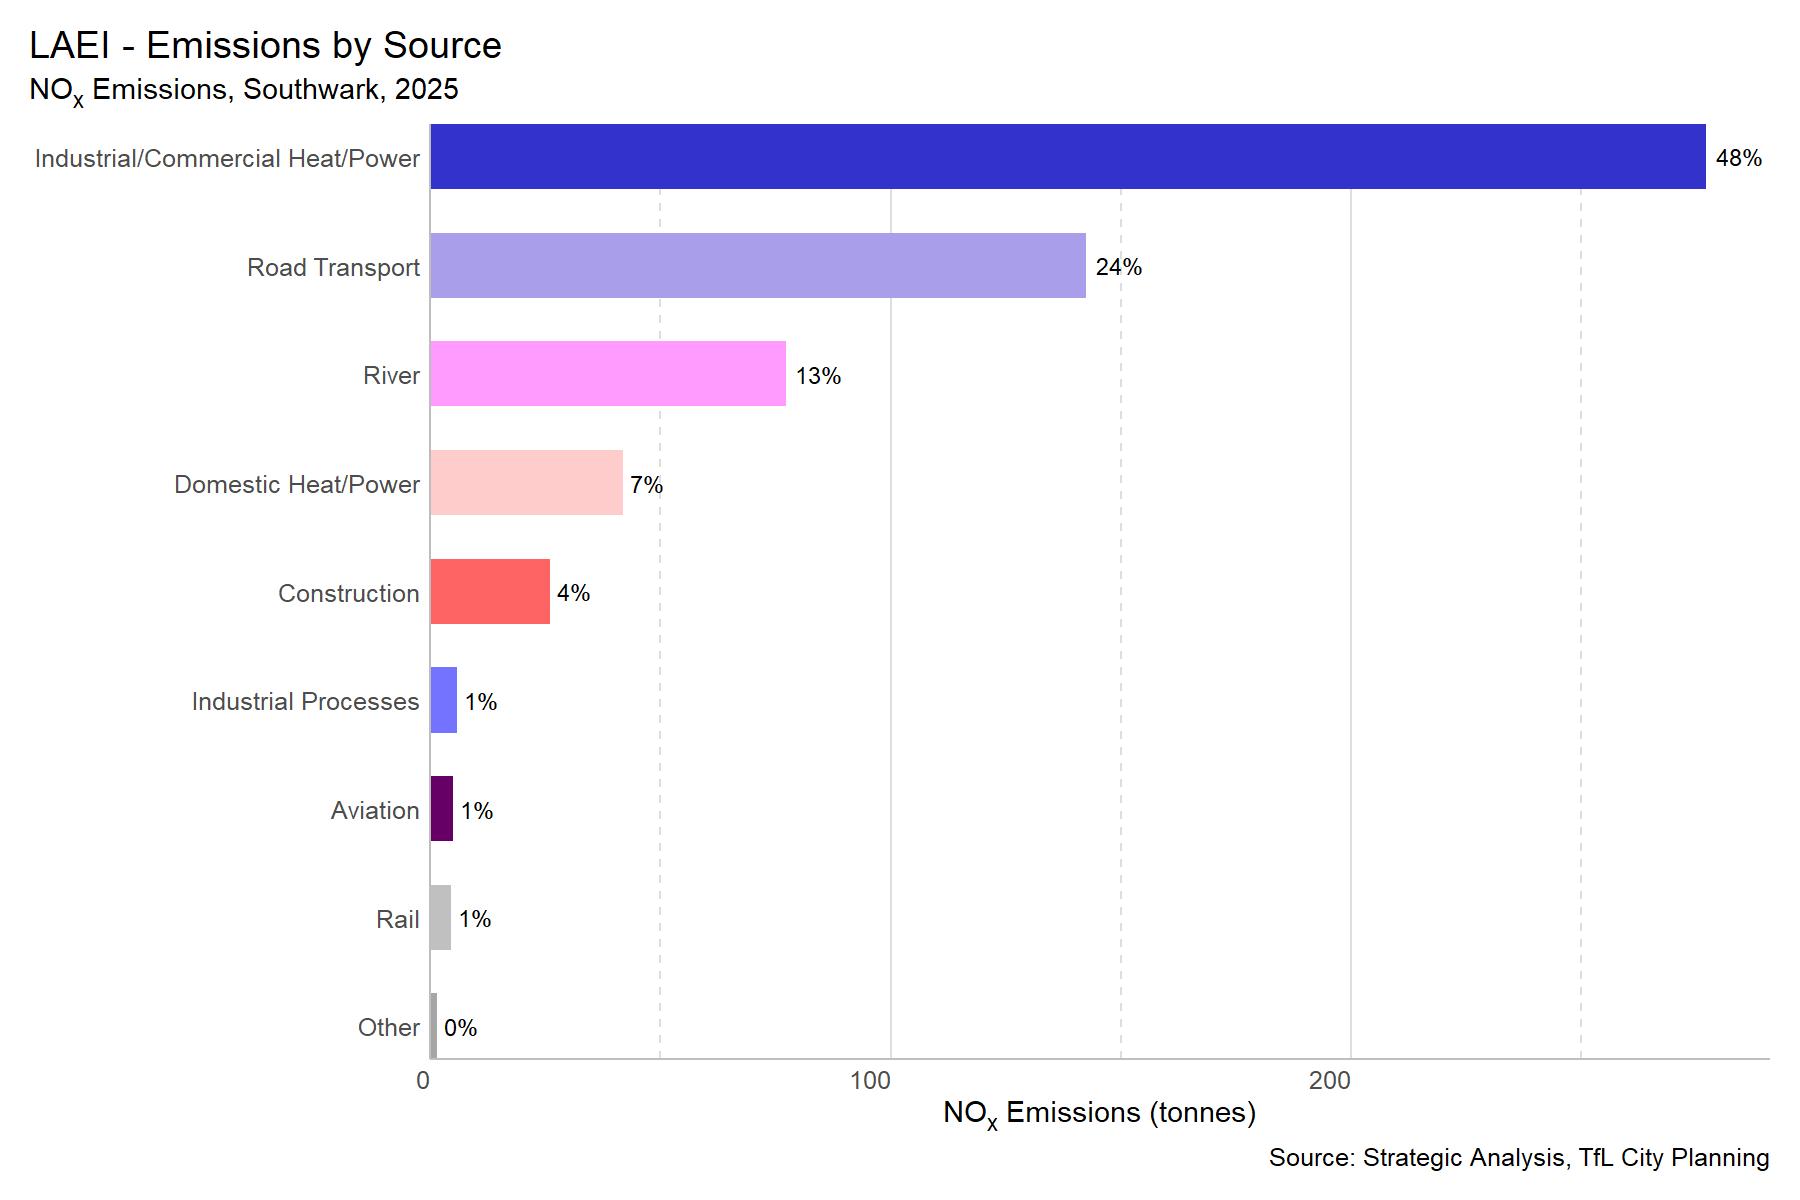 LAEI - Emissions by Source
NOx Emissions, Southwark, 2025
Industrial/Commercial Heat/Power 48%
Road Transport 24%
River 13%
Domestic Heat/Power 7%
Construction 4%
Industrial Processes 1%
Aviation 1%
Rail 1%
Other 0%
0 100 200
NOx Emissions (tonnes)
Source: Strategic Analysis, TfL City Planning